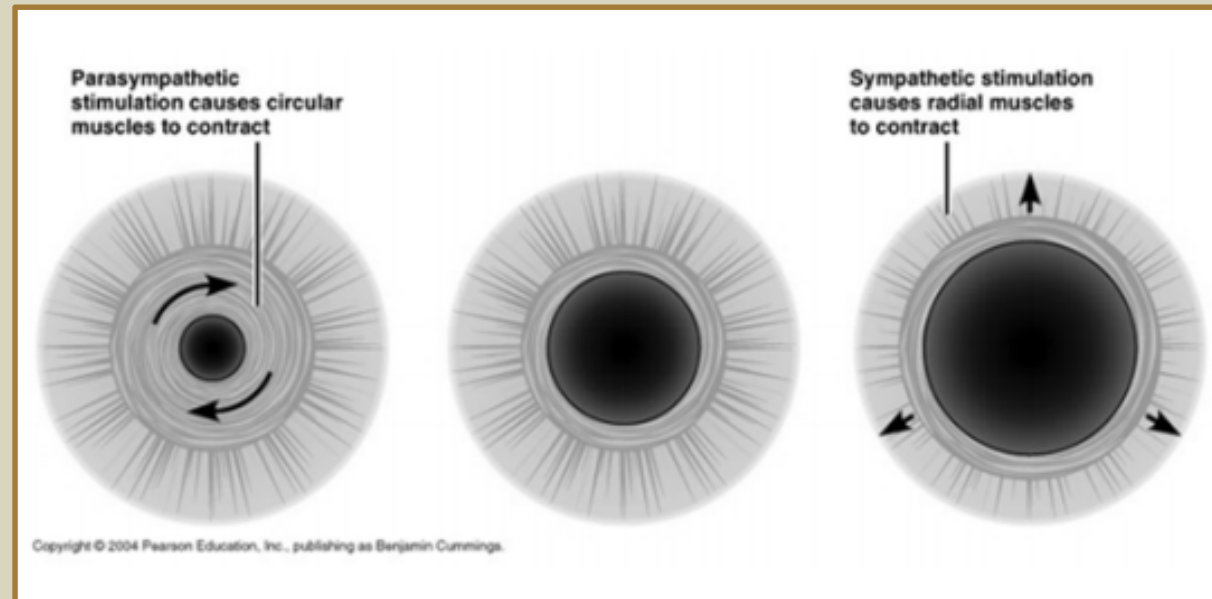 Parasympathetic
stimulation causes circular
muscles to contract
Sympathetic stimulation
causes radial muscles
to contract
Copyright © 2004 Pearson Education, Inc., publishing as Benjamin Cummings.